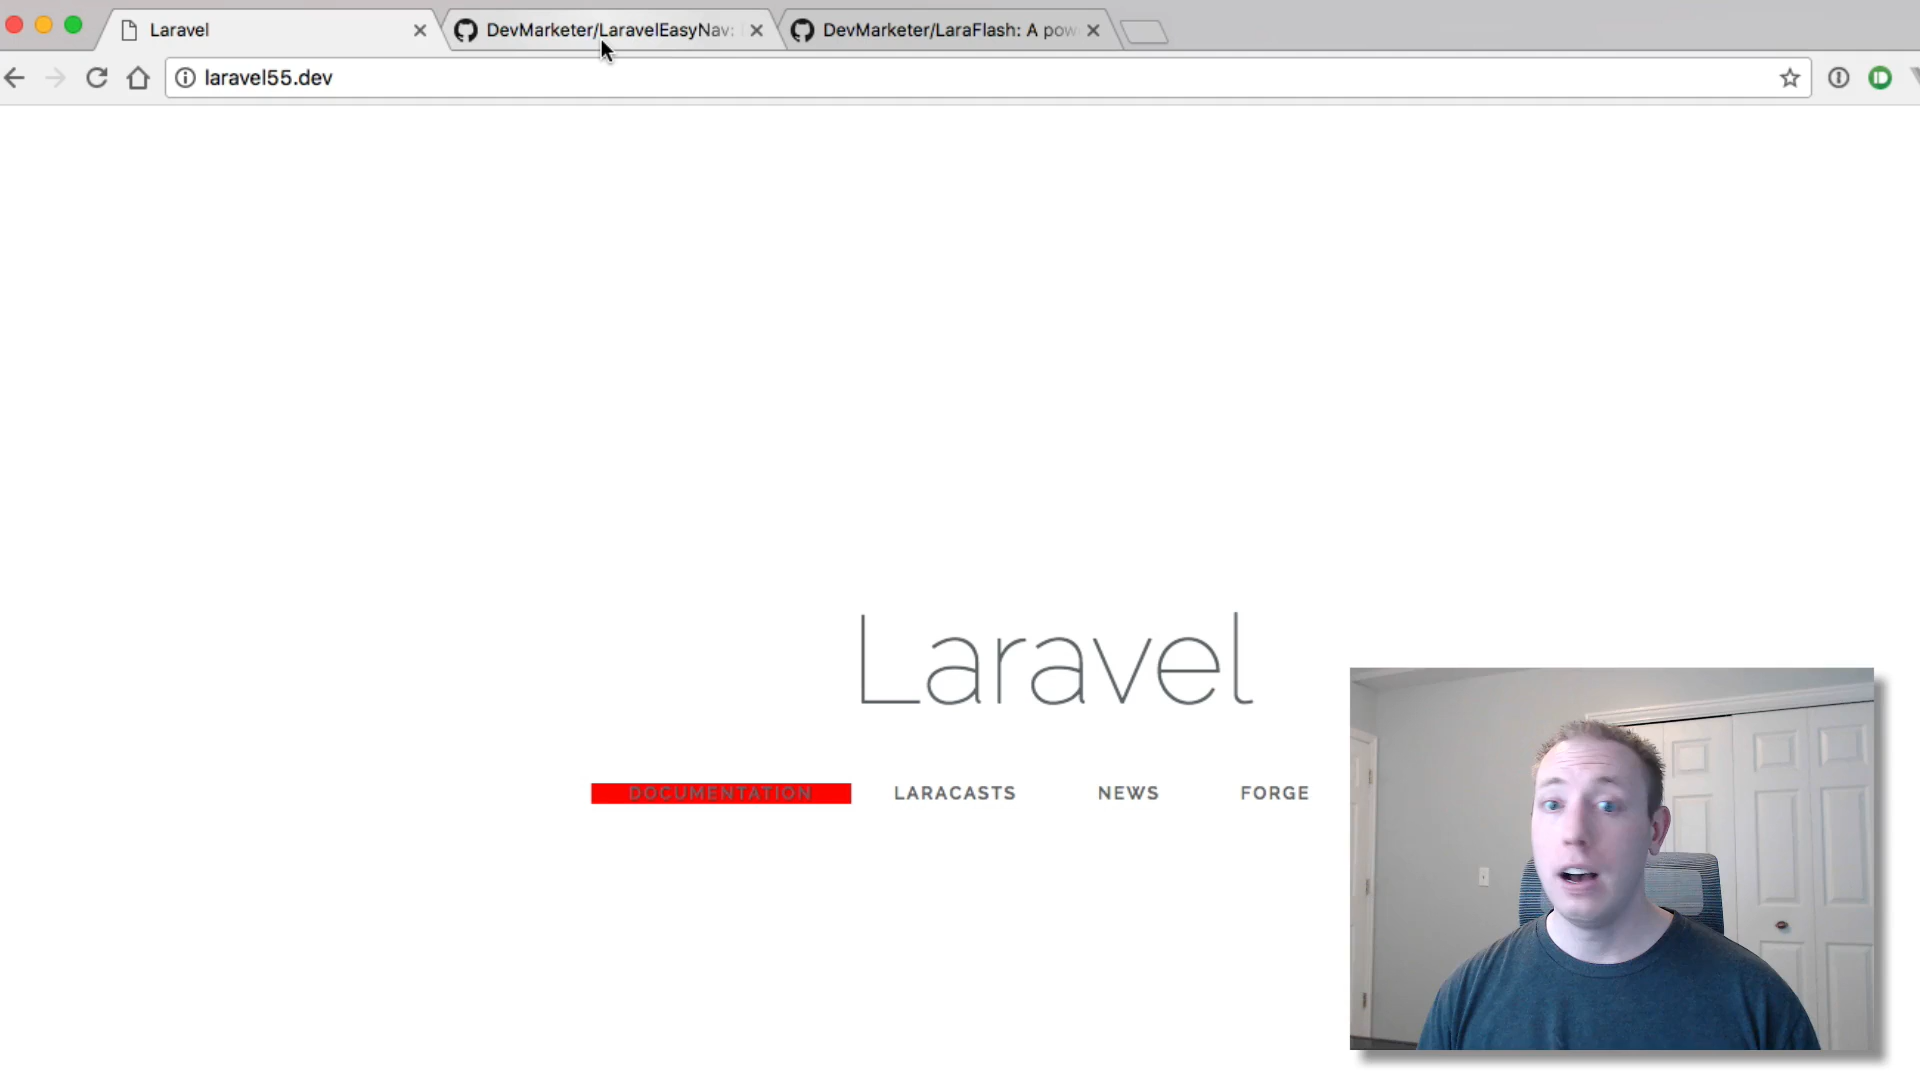 Laravel
DevMarketer/LaravelEasyNav:
DevMarketer/LaraFlash: A pow
laravel55.dev
Laravel
DOCUMENTATION
LARACASTS
NEWS
FORGE